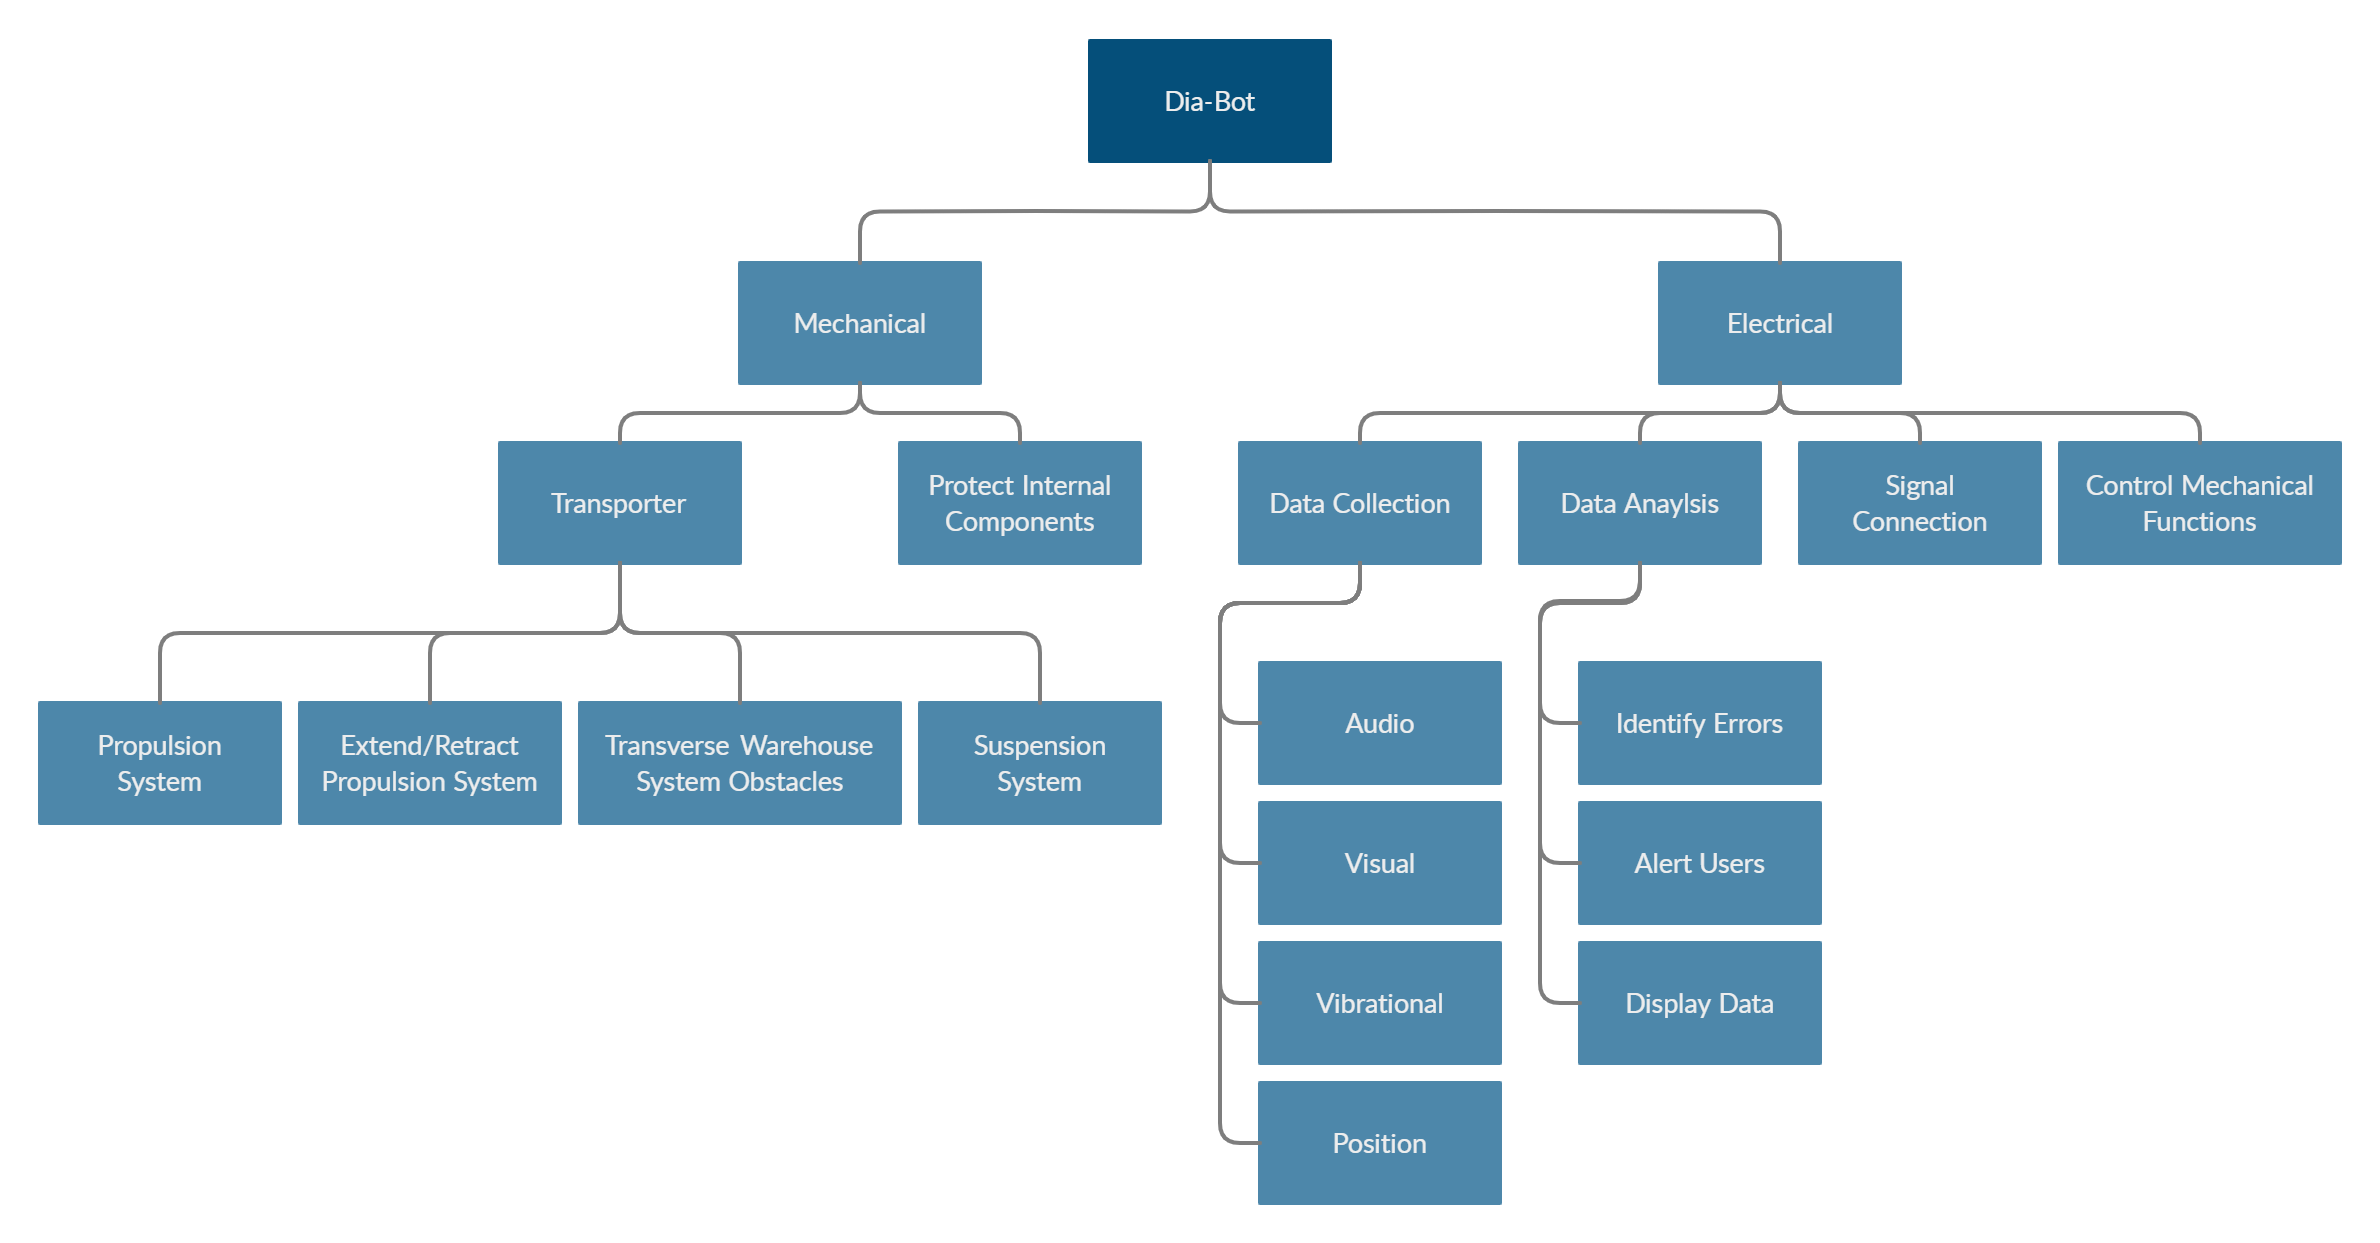 Dia-Bot
Mechanical
Electrical
Transporter
Protect Internal
Components
Data Collection
Data Anaylsis
Signal
Connection
Control Mechanical
Functions
Propulsion
System
Extend/Retract
Propulsion System
Transverse Warehouse
System Obstacles
Suspension
System
Audio
Visual
Vibrational
Position
Identify Errors
Alert Users
Display Data